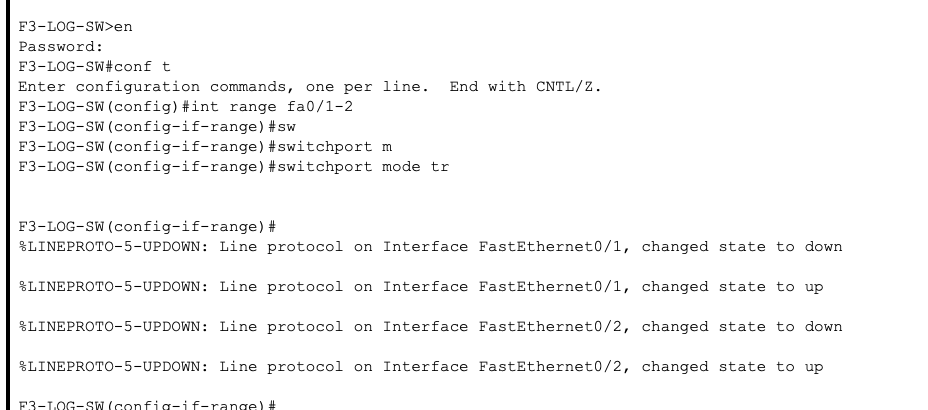 F3-LOG-SW>en
Password:
F3-LOG-SW#conf t
Enter configuration commands, one per line.  End with CNTL/Z.
F3-LOG-SW(config)#int range fa0/1-2
F3-LOG-SW(config-if-range)#sw
F3-LOG-SW(config-if-range)#switchport m
F3-LOG-SW(config-if-range)#switchport mode tr
F3-LOG-SW(config-if-range)#
%LINEPROTO-5-UPDOWN: Line protocol on Interface FastEthernet0/1, changed state to down
%LINEPROTO-5-UPDOWN: Line protocol on Interface FastEthernet0/1, changed state to up
%LINEPROTO-5-UPDOWN: Line protocol on Interface FastEthernet0/2, changed state to down
%LINEPROTO-5-UPDOWN: Line protocol on Interface FastEthernet0/2, changed state to up
F3-LOG-SW(config-if-range)#